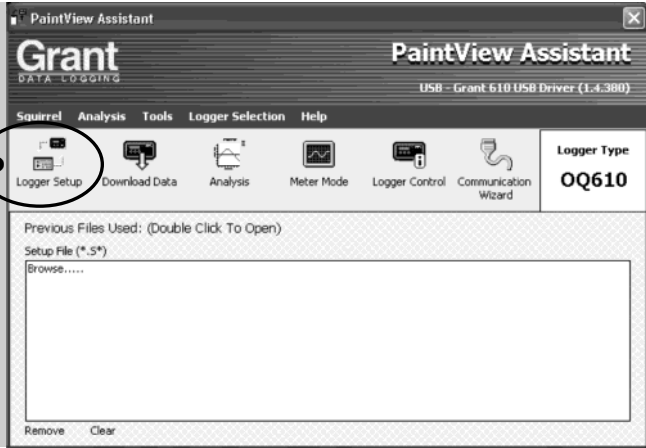 PaintView Assistant
Grant
DATA LOGGING
PaintView Assistant
USB - Grant 610 USB Driver (1.4.380)
Squirrel Analysis Tools Logger Selection Help
Logger Setup Download Data Analysis Meter Mode Logger Control Communication Wizard
Logger Type
OQ610
Previous Files Used: (Double Click To Open)
Setup File (*.S*)
Browse.....
Remove Clear